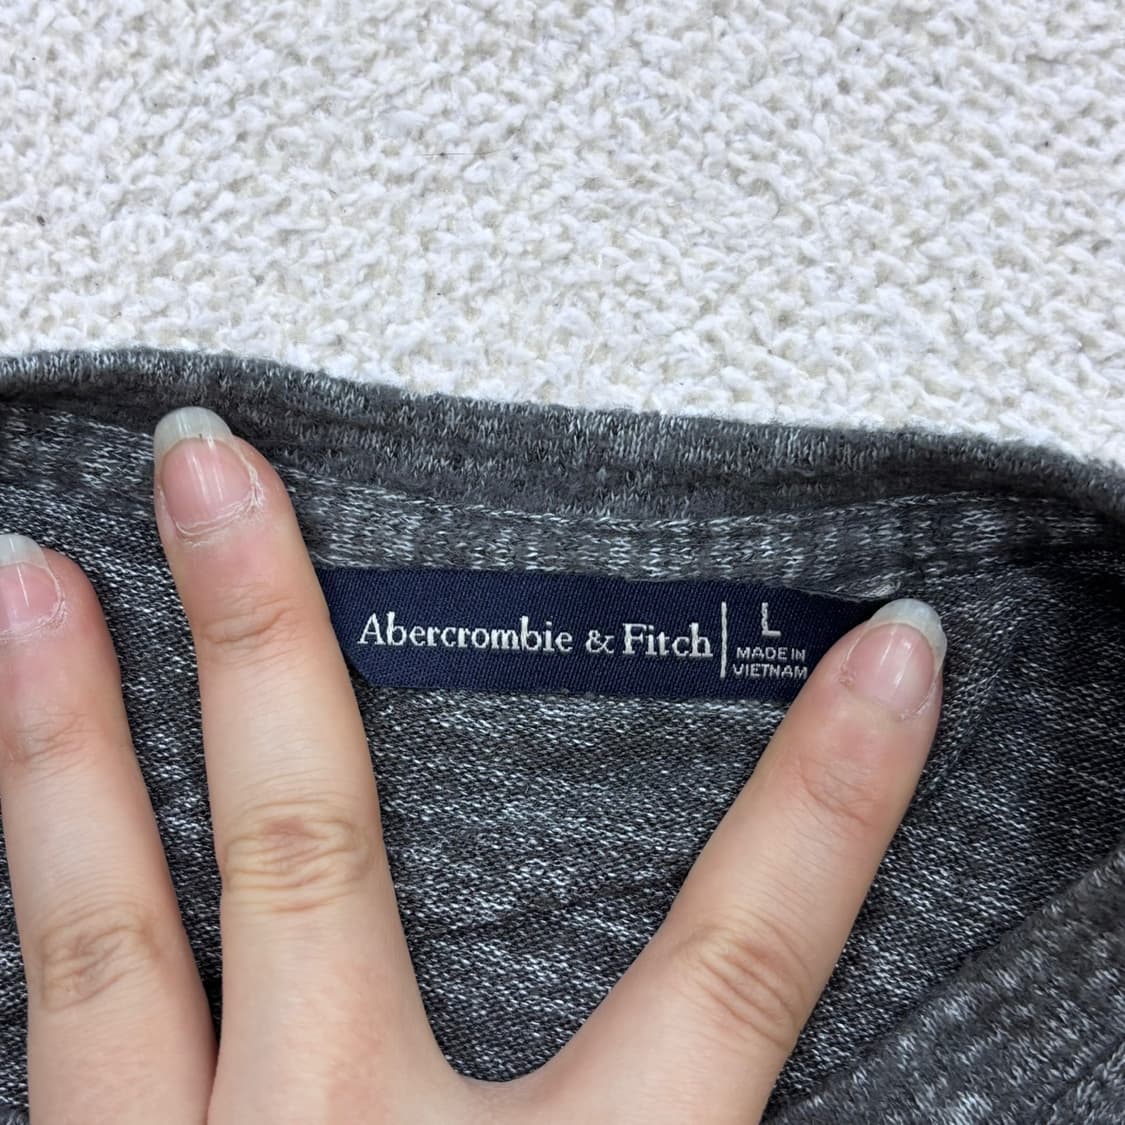 Abercrombie & Fitch
L
MADE IN
VIETNAM